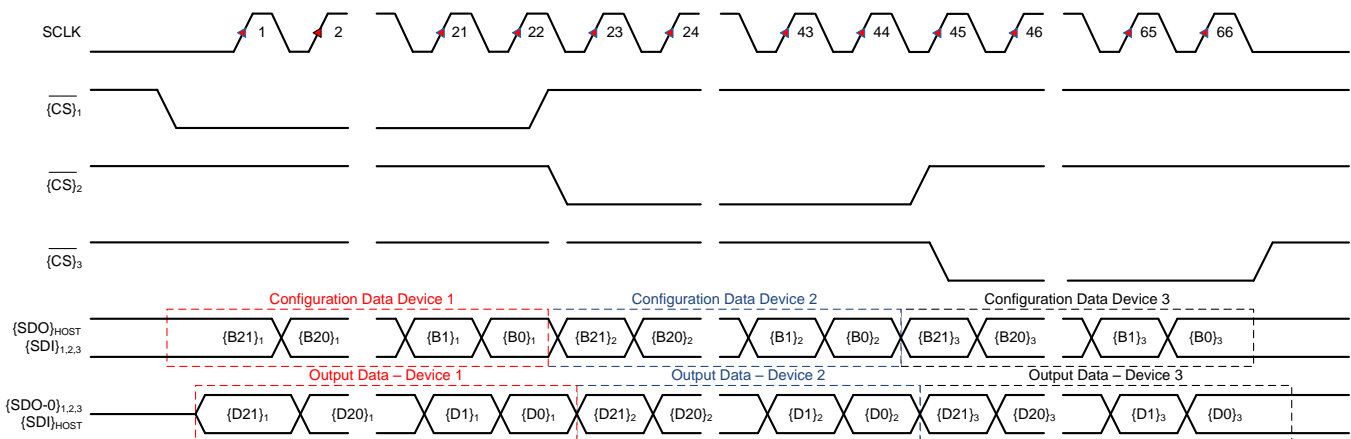 SCLK 1 2 21 22 23 24 43 44 45 46 65 66
{CS}1
{CS}2
{CS}3
Configuration Data Device 1 Configuration Data Device 2 Configuration Data Device 3
{SDO}HOST
{SDI}1,2,3
{B21}1 {B20}1 {B1}1 {B0}1 {B21}2 {B20}2 {B1}2 {B0}2 {B21}3 {B20}3 {B1}3 {B0}3
Output Data – Device 1 Output Data – Device 2 Output Data – Device 3
{SDO-0}1,2,3
{SDI}HOST
{D21}1 {D20}1 {D1}1 {D0}1 {D21}2 {D20}2 {D1}2 {D0}2 {D21}3 {D20}3 {D1}3 {D0}3